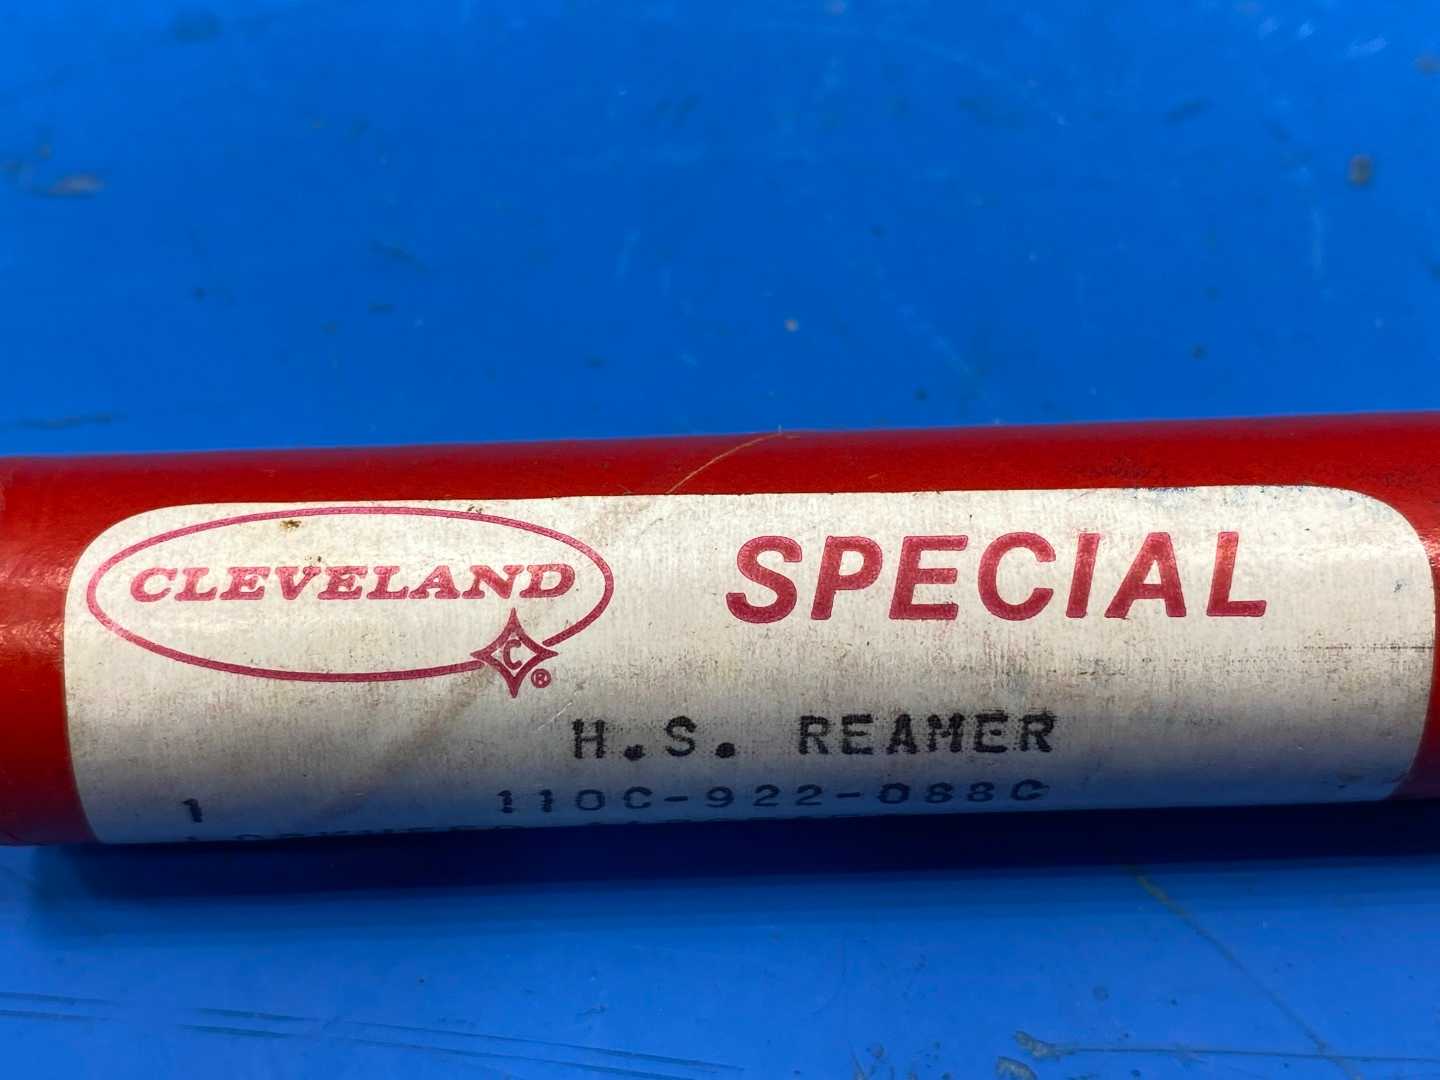 CLEVELAND
SPECIAL
C
®
H.S. REAMER
1 110C-922-088C